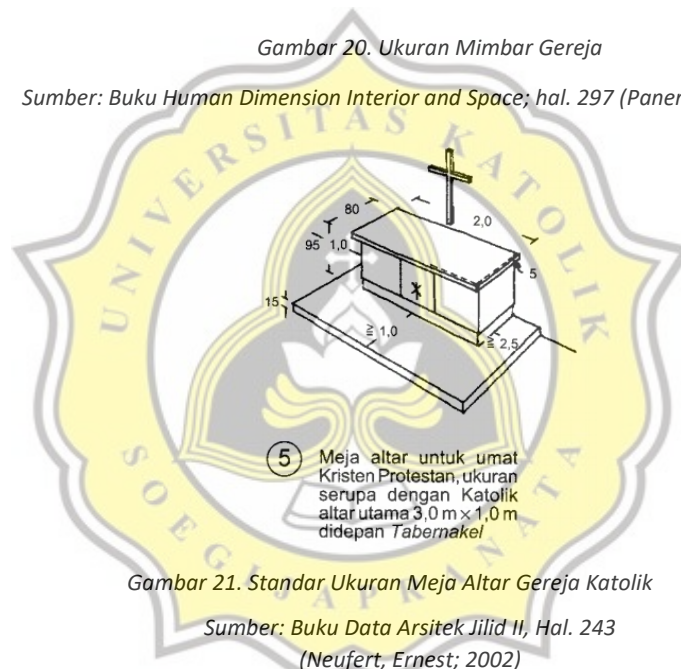 Gambar 20. Ukuran Mimbar Gereja
Sumber: Buku Human Dimension Interior and Space; hal. 297 (Paner
UNIVERSITAS KATOLIK
SOEGIJAPRANATA
80
2,0
95
1,0
5
15
≧ 1,0
≧ 2,5
5 Meja altar untuk umat
Kristen Protestan, ukuran
serupa dengan Katolik
altar utama 3,0 m × 1,0 m
didepan Tabernakel
Gambar 21. Standar Ukuran Meja Altar Gereja Katolik
Sumber: Buku Data Arsitek Jilid II, Hal. 243
(Neufert, Ernest; 2002)